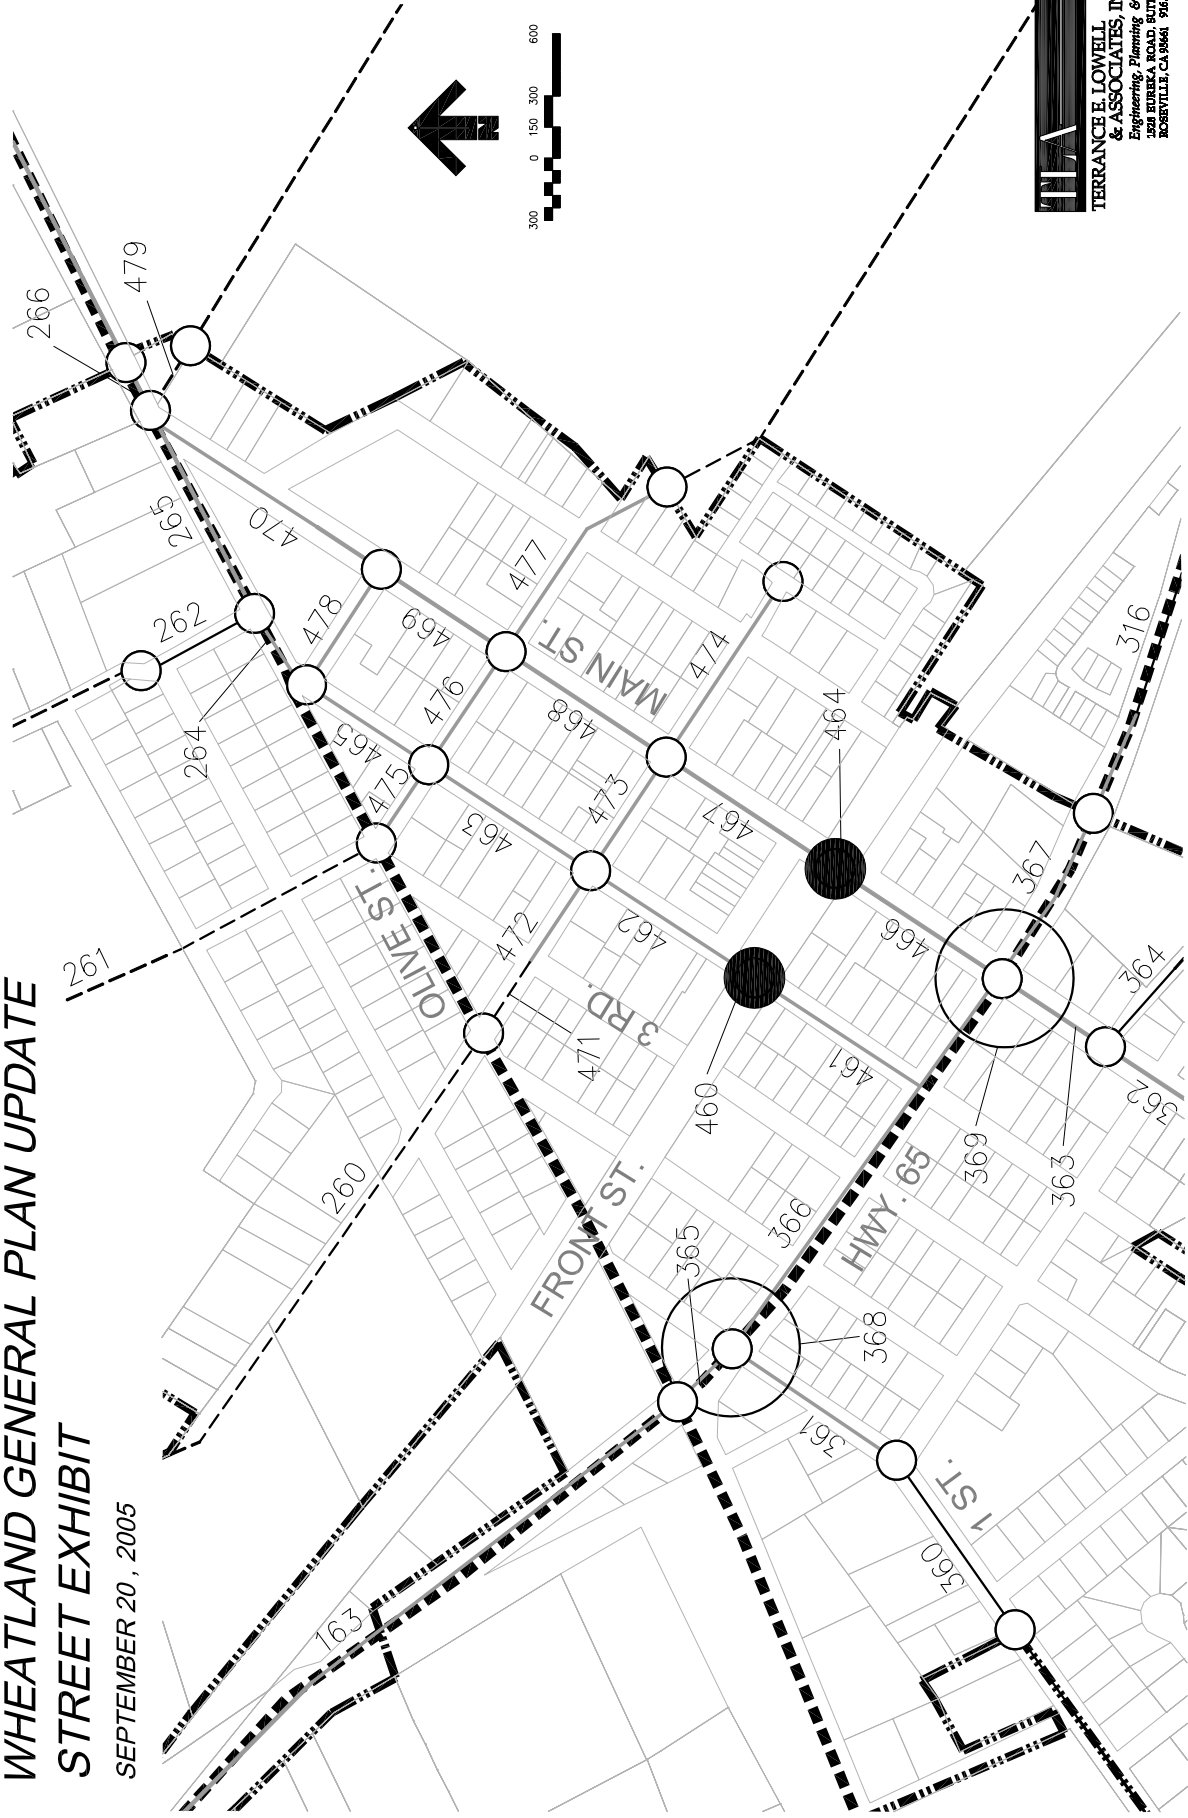 WHEATLAND GENERAL PLAN UPDATE
STREET EXHIBIT
SEPTEMBER 20 , 2005
300 0 150 300 600
N
TLA
TERRANCE E. LOWELL
& ASSOCIATES,
Engineering, Planning &
1528 EUREKA ROAD,
ROSEVILLE, CA 95661 916
266
479
265
470
262
478
264
469
477
465
476
475
MAIN ST.
474
468
463
473
464
467
316
261
OLIVE ST.
472
462
367
466
364
3 RD.
471
461
460
362
260
369
363
FRONT ST.
366
HWY. 65
365
368
361
1 ST.
360
163